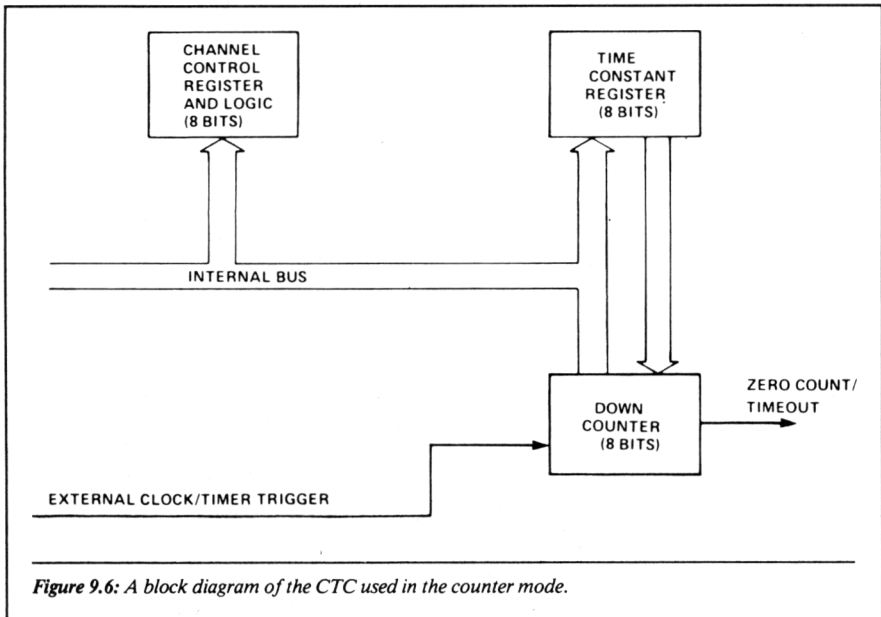 CHANNEL
CONTROL
REGISTER
AND LOGIC
(8 BITS)
TIME
CONSTANT
REGISTER
(8 BITS)
INTERNAL BUS
ZERO COUNT/
TIMEOUT
DOWN
COUNTER
(8 BITS)
EXTERNAL CLOCK/TIMER TRIGGER
Figure 9.6: A block diagram of the CTC used in the counter mode.